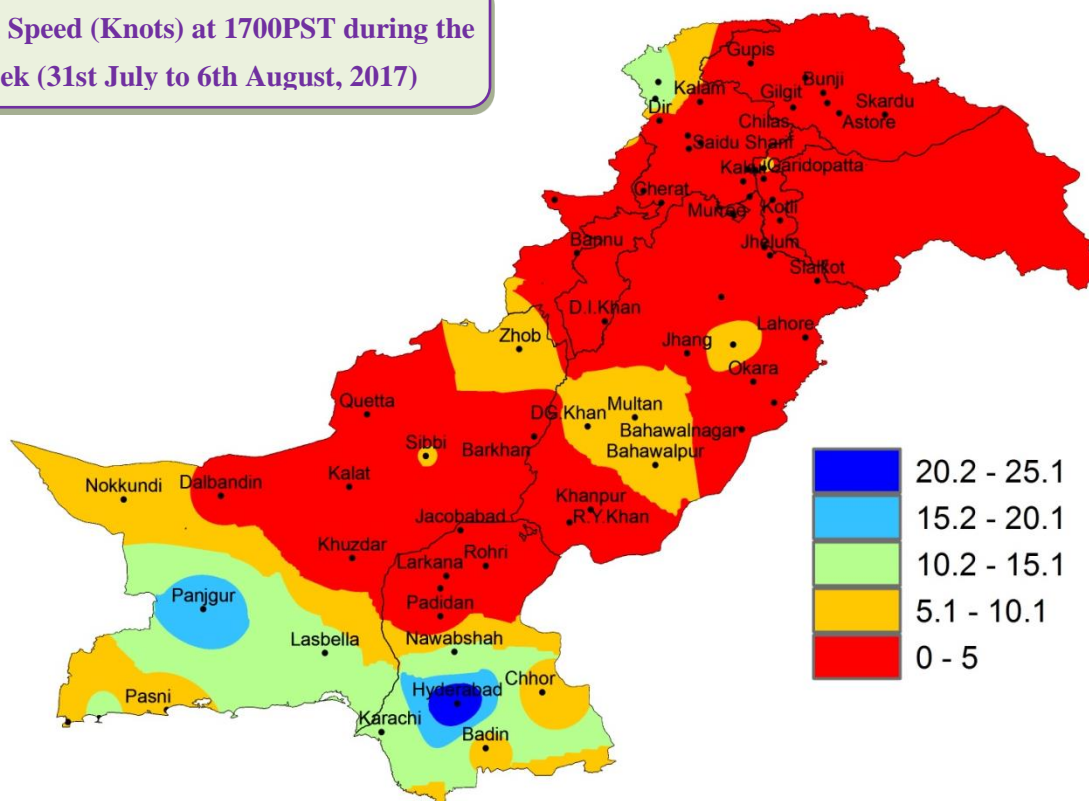 Speed (Knots) at 1700PST during the
ek (31st July to 6th August, 2017)
Gupis
Bunji
Kalam
Gilgit
Skardu
Dir
Chilas
Astore
Saidu Sharif
Garidopatta
Cherat
Murree
Kotli
Bannu
Jhelum
Sialkot
D.I.Khan
Lahore
Zhob
Jhang
Okara
Quetta
DG.Khan
Multan
Sibbi
Barkhan
Bahawalnagar
Bahawalpur
Nokkundi
Dalbandin
Kalat
Khanpur
Jacobabad
R.Y.Khan
Khuzdar
Larkana
Rohri
Panjgur
Padidan
Lasbella
Nawabshah
Pasni
Hyderabad
Chhor
Karachi
Badin
20.2 - 25.1
15.2 - 20.1
10.2 - 15.1
5.1 - 10.1
0 - 5